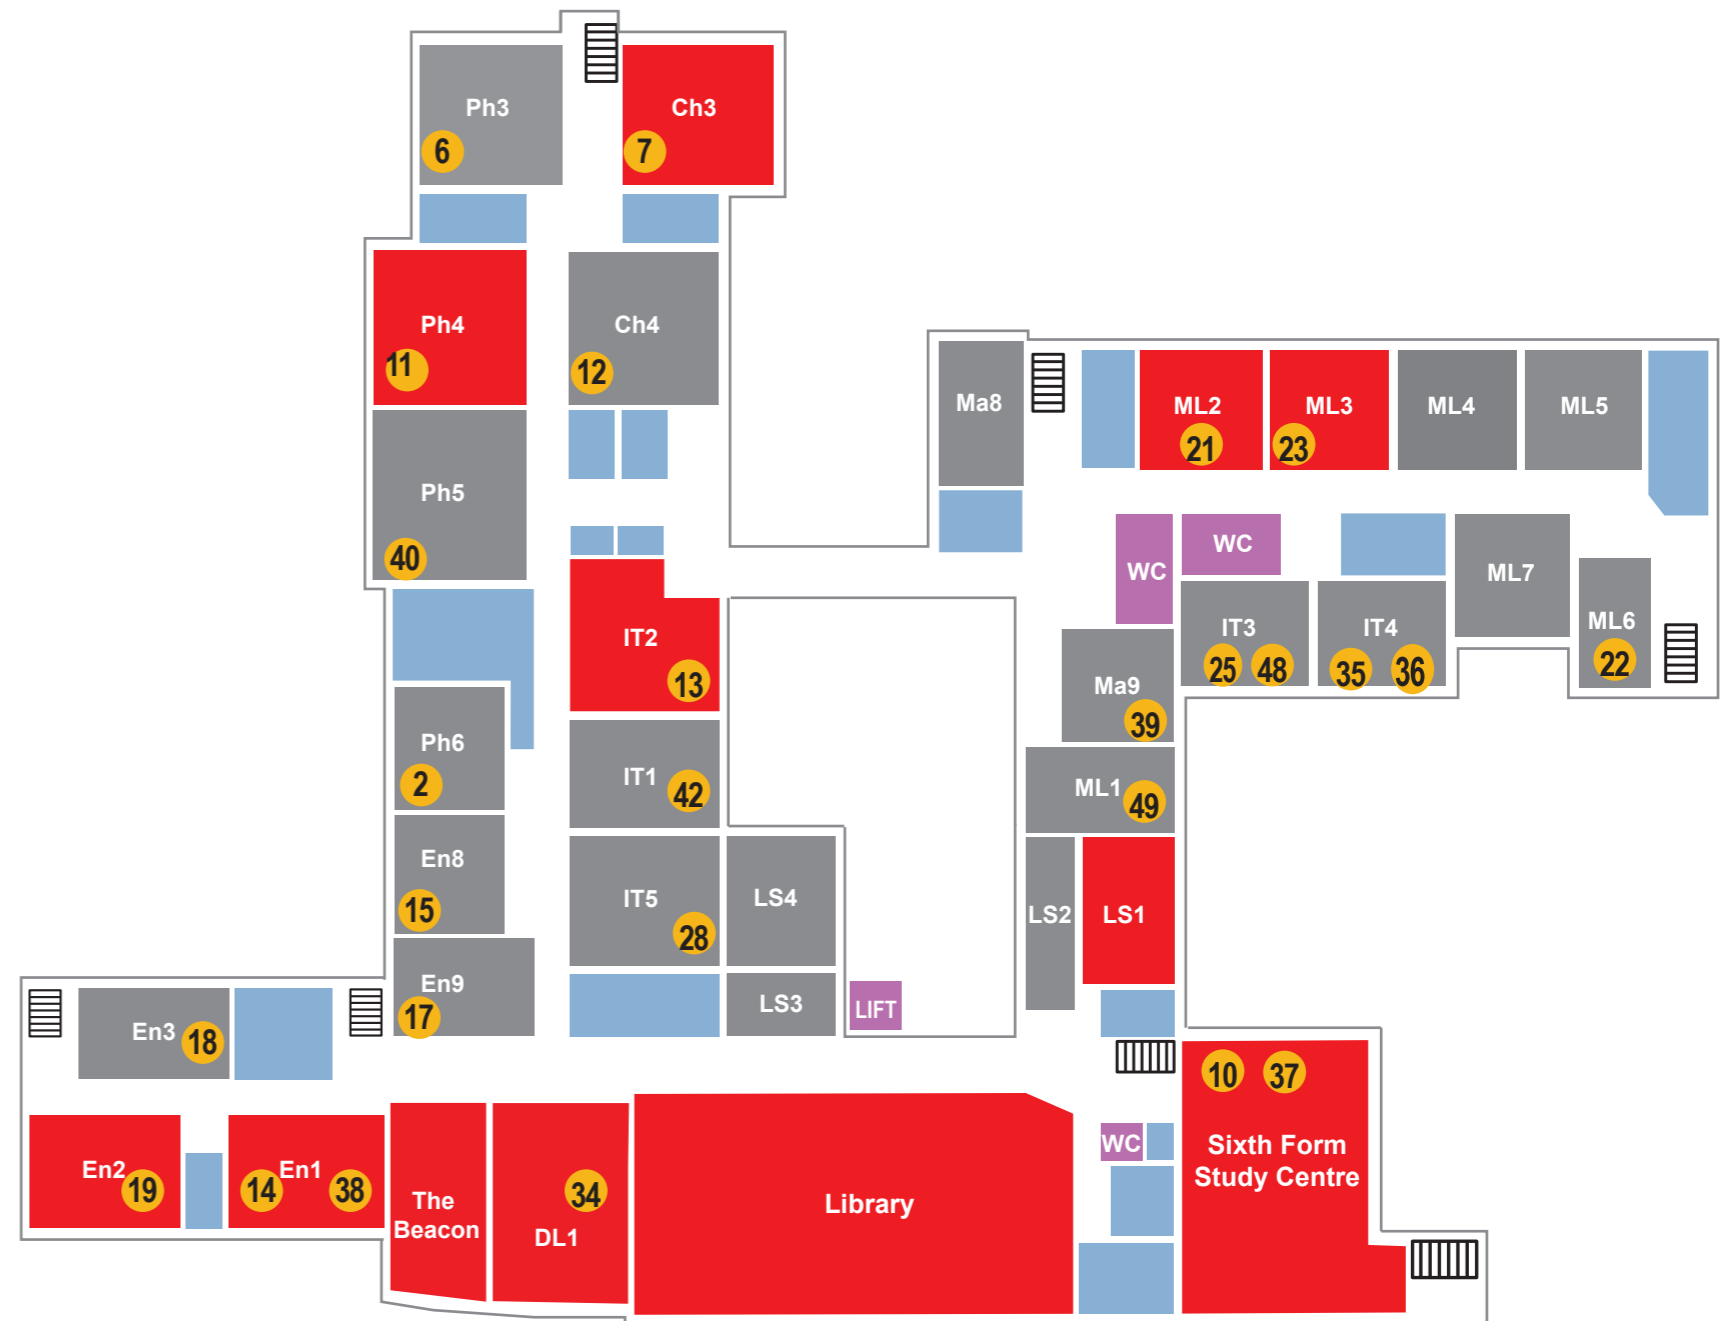 Ph3
Ch3
6
7
Ph4
Ch4
11
12
Ma8
ML2
ML3
ML4
ML5
21
23
Ph5
40
WC
WC
ML7
IT2
13
IT3
IT4
ML6
25
48
35
36
22
Ma9
39
Ph6
2
IT1
42
ML1
49
En8
15
IT5
28
LS4
LS2
LS1
En9
17
LS3
LIFT
En3
18
10
37
WC
Sixth Form
Study Centre
En2
19
14
En1
38
The
Beacon
34
DL1
Library